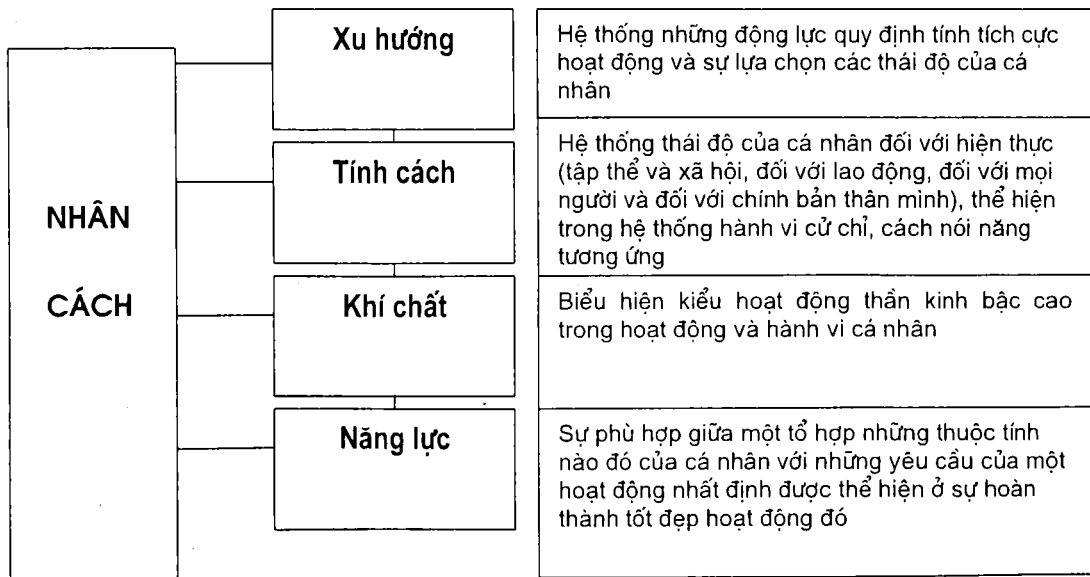 NHÂN
CÁCH
Xu hướng
Hệ thống những động lực quy định tính tích cực
hoạt động và sự lựa chọn các thái độ của cá
nhân
Tính cách
Hệ thống thái độ của cá nhân đối với hiện thực
(tập thể và xã hội, đối với lao động, đối với mọi
người và đối với chính bản thân mình), thể hiện
trong hệ thống hành vi cử chỉ, cách nói năng
tương ứng
Khí chất
Biểu hiện kiểu hoạt động thần kinh bậc cao
trong hoạt động và hành vi cá nhân
Năng lực
Sự phù hợp giữa một tổ hợp những thuộc tính
nào đó của cá nhân với những yêu cầu của một
hoạt động nhất định được thể hiện ở sự hoàn
thành tốt đẹp hoạt động đó